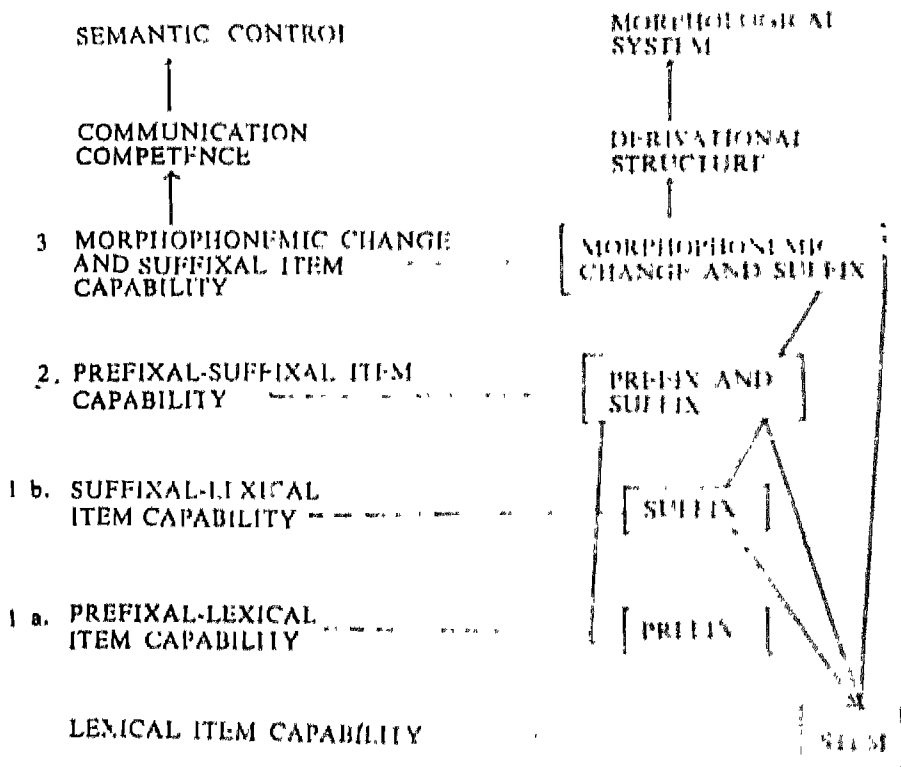 SEMANTIC CONTROL
MORPHOLOGICAL
SYSTEM
COMMUNICATION
COMPETENCE
DERIVATIONAL
STRUCTURE
3 MORPHOPHONEMIC CHANGE
AND SUFFIXAL ITEM
CAPABILITY
MORPHOPHONEMIC
CHANGE AND SUFFIX
2. PREFIXAL-SUFFIXAL ITEM
CAPABILITY
PREFIX AND
SUFFIX
1 b. SUFFIXAL-LEXICAL
ITEM CAPABILITY
SUFFIX
1 a. PREFIXAL-LEXICAL
ITEM CAPABILITY
PREFIX
LEXICAL ITEM CAPABILITY
STEM